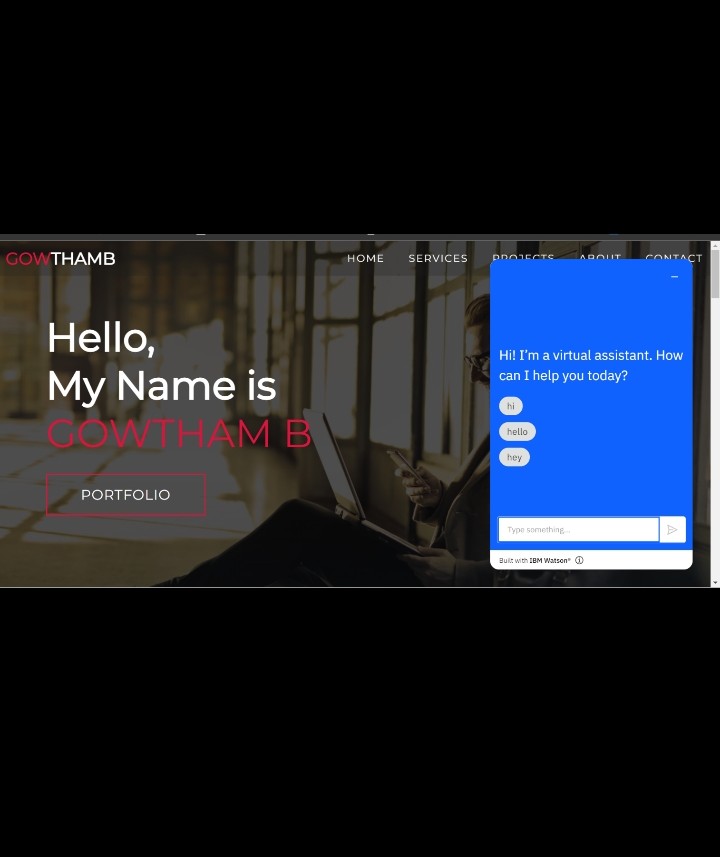 GOWTHAMB
HOME SERVICES PROJECTS ABOUT CONTACT
Hello,
My Name is
GOWTHAM B
PORTFOLIO
Hi! I'm a virtual assistant. How
can I help you today?
hi
hello
hey
Type something...
Built with IBM Watson®